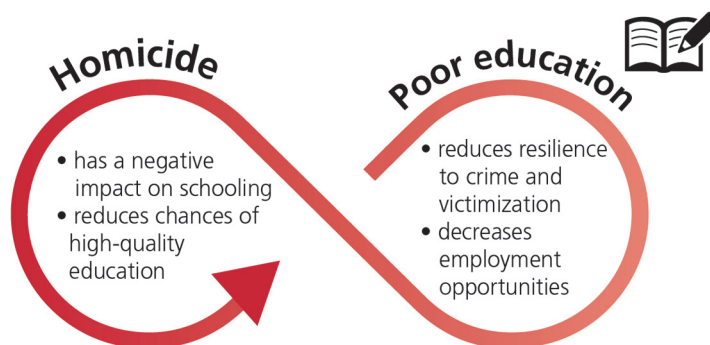 Homicide
• has a negative
impact on schooling
• reduces chances of
high-quality
education
Poor education
• reduces resilience
to crime and
victimization
• decreases
employment
opportunities